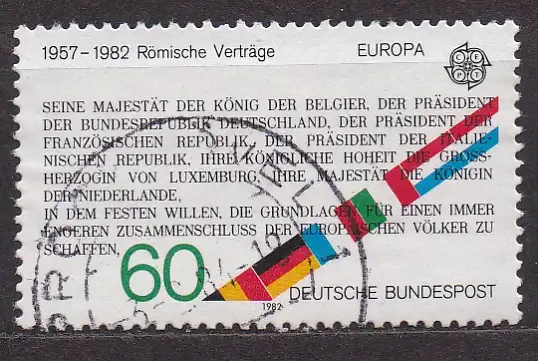 1957-1982 Römische Verträge
EUROPA
CEPT
SEINE MAJESTÄT DER KÖNIG DER BELGIER, DER PRÄSIDENT
DER BUNDESREPUBLIK DEUTSCHLAND, DER PRÄSIDENT DER
FRANZÖSISCHEN REPUBLIK, DER PRÄSIDENT DER ITALIE-
NISCHEN REPUBLIK, IHRE KÖNIGLICHE HOHEIT DIE GROSS-
HERZOGIN VON LUXEMBURG, IHRE MAJESTÄT DIE KÖNIGIN
DER NIEDERLANDE,
IN DEM FESTEN WILLEN, DIE GRUNDLAGEN FÜR EINEN IMMER
ENGEREN ZUSAMMENSCHLUSS DER EUROPÄISCHEN VÖLKER ZU
SCHAFFEN,
60
1982
DEUTSCHE BUNDESPOST